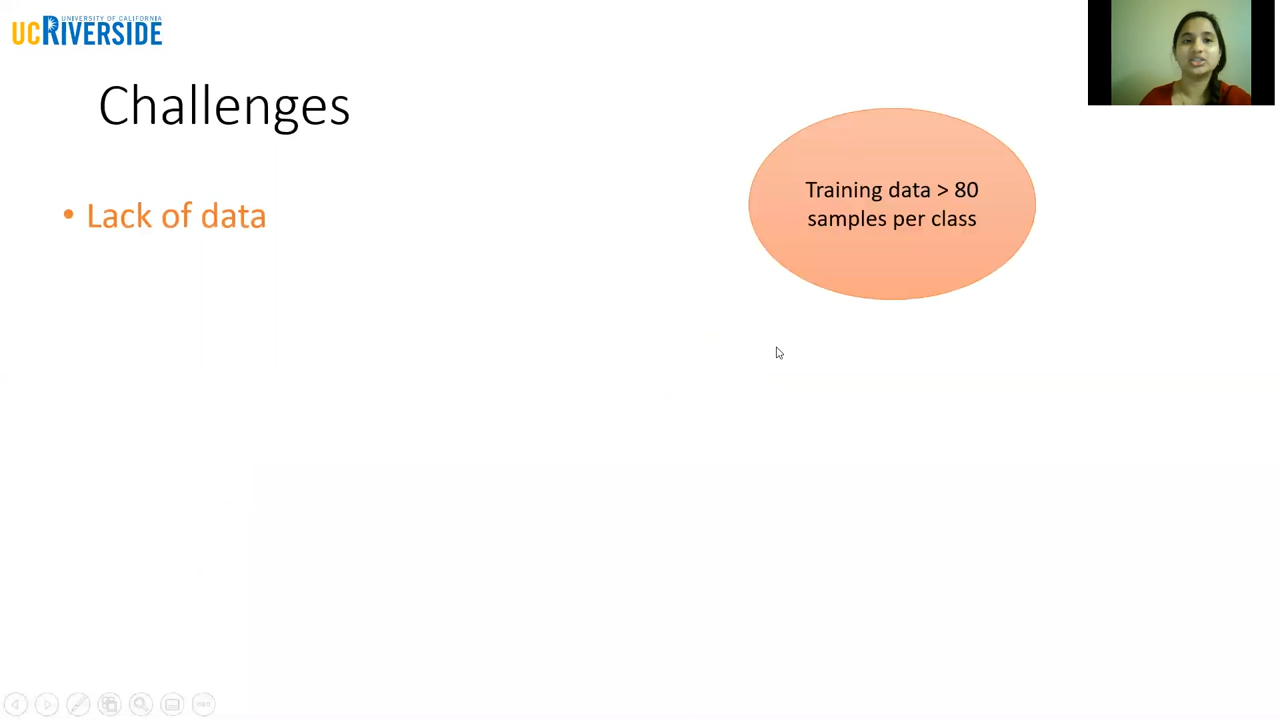 UNIVERSITY OF CALIFORNIA
UCRIVERSIDE
Challenges
• Lack of data
Training data > 80
samples per class